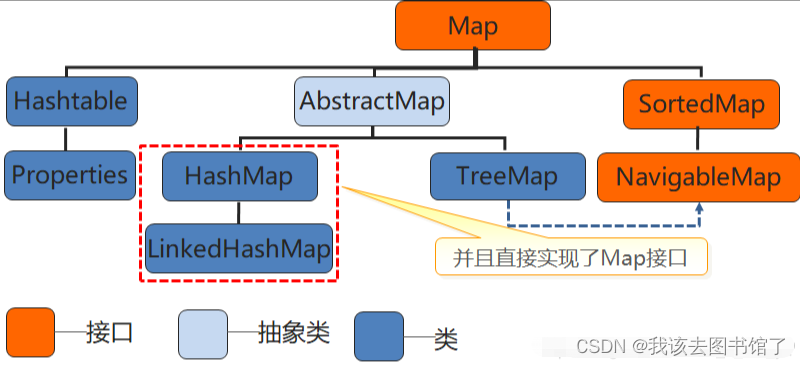 Map
Hashtable
AbstractMap
SortedMap
Properties
HashMap
TreeMap
NavigableMap
LinkedHashMap
并且直接实现了Map接口
接口
抽象类
类
CSDN @我该去图书馆了